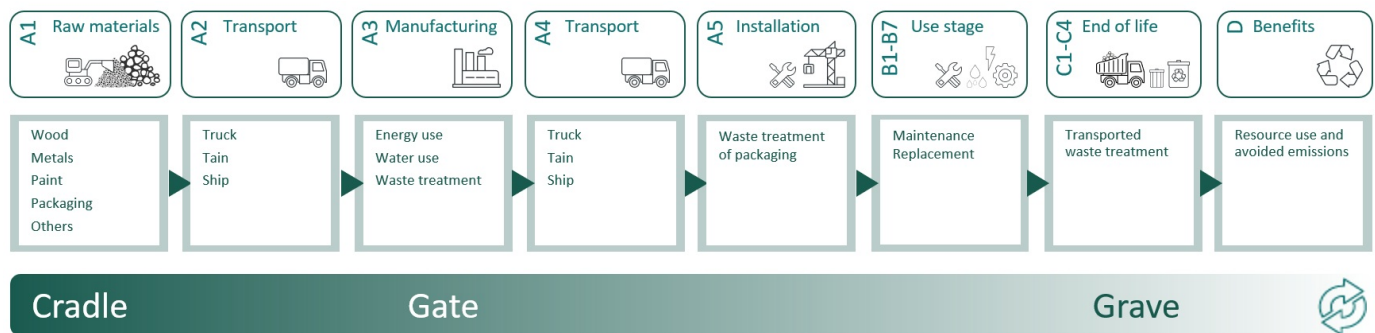 A1 Raw materials
A2 Transport
A3 Manufacturing
A4 Transport
A5 Installation
B1-B7 Use stage
C1-C4 End of life
D Benefits
Wood
Metals
Paint
Packaging
Others
Truck
Tain
Ship
Energy use
Water use
Waste treatment
Truck
Tain
Ship
Waste treatment
of packaging
Maintenance
Replacement
Transported
waste treatment
Resource use and
avoided emissions
Cradle
Gate
Grave